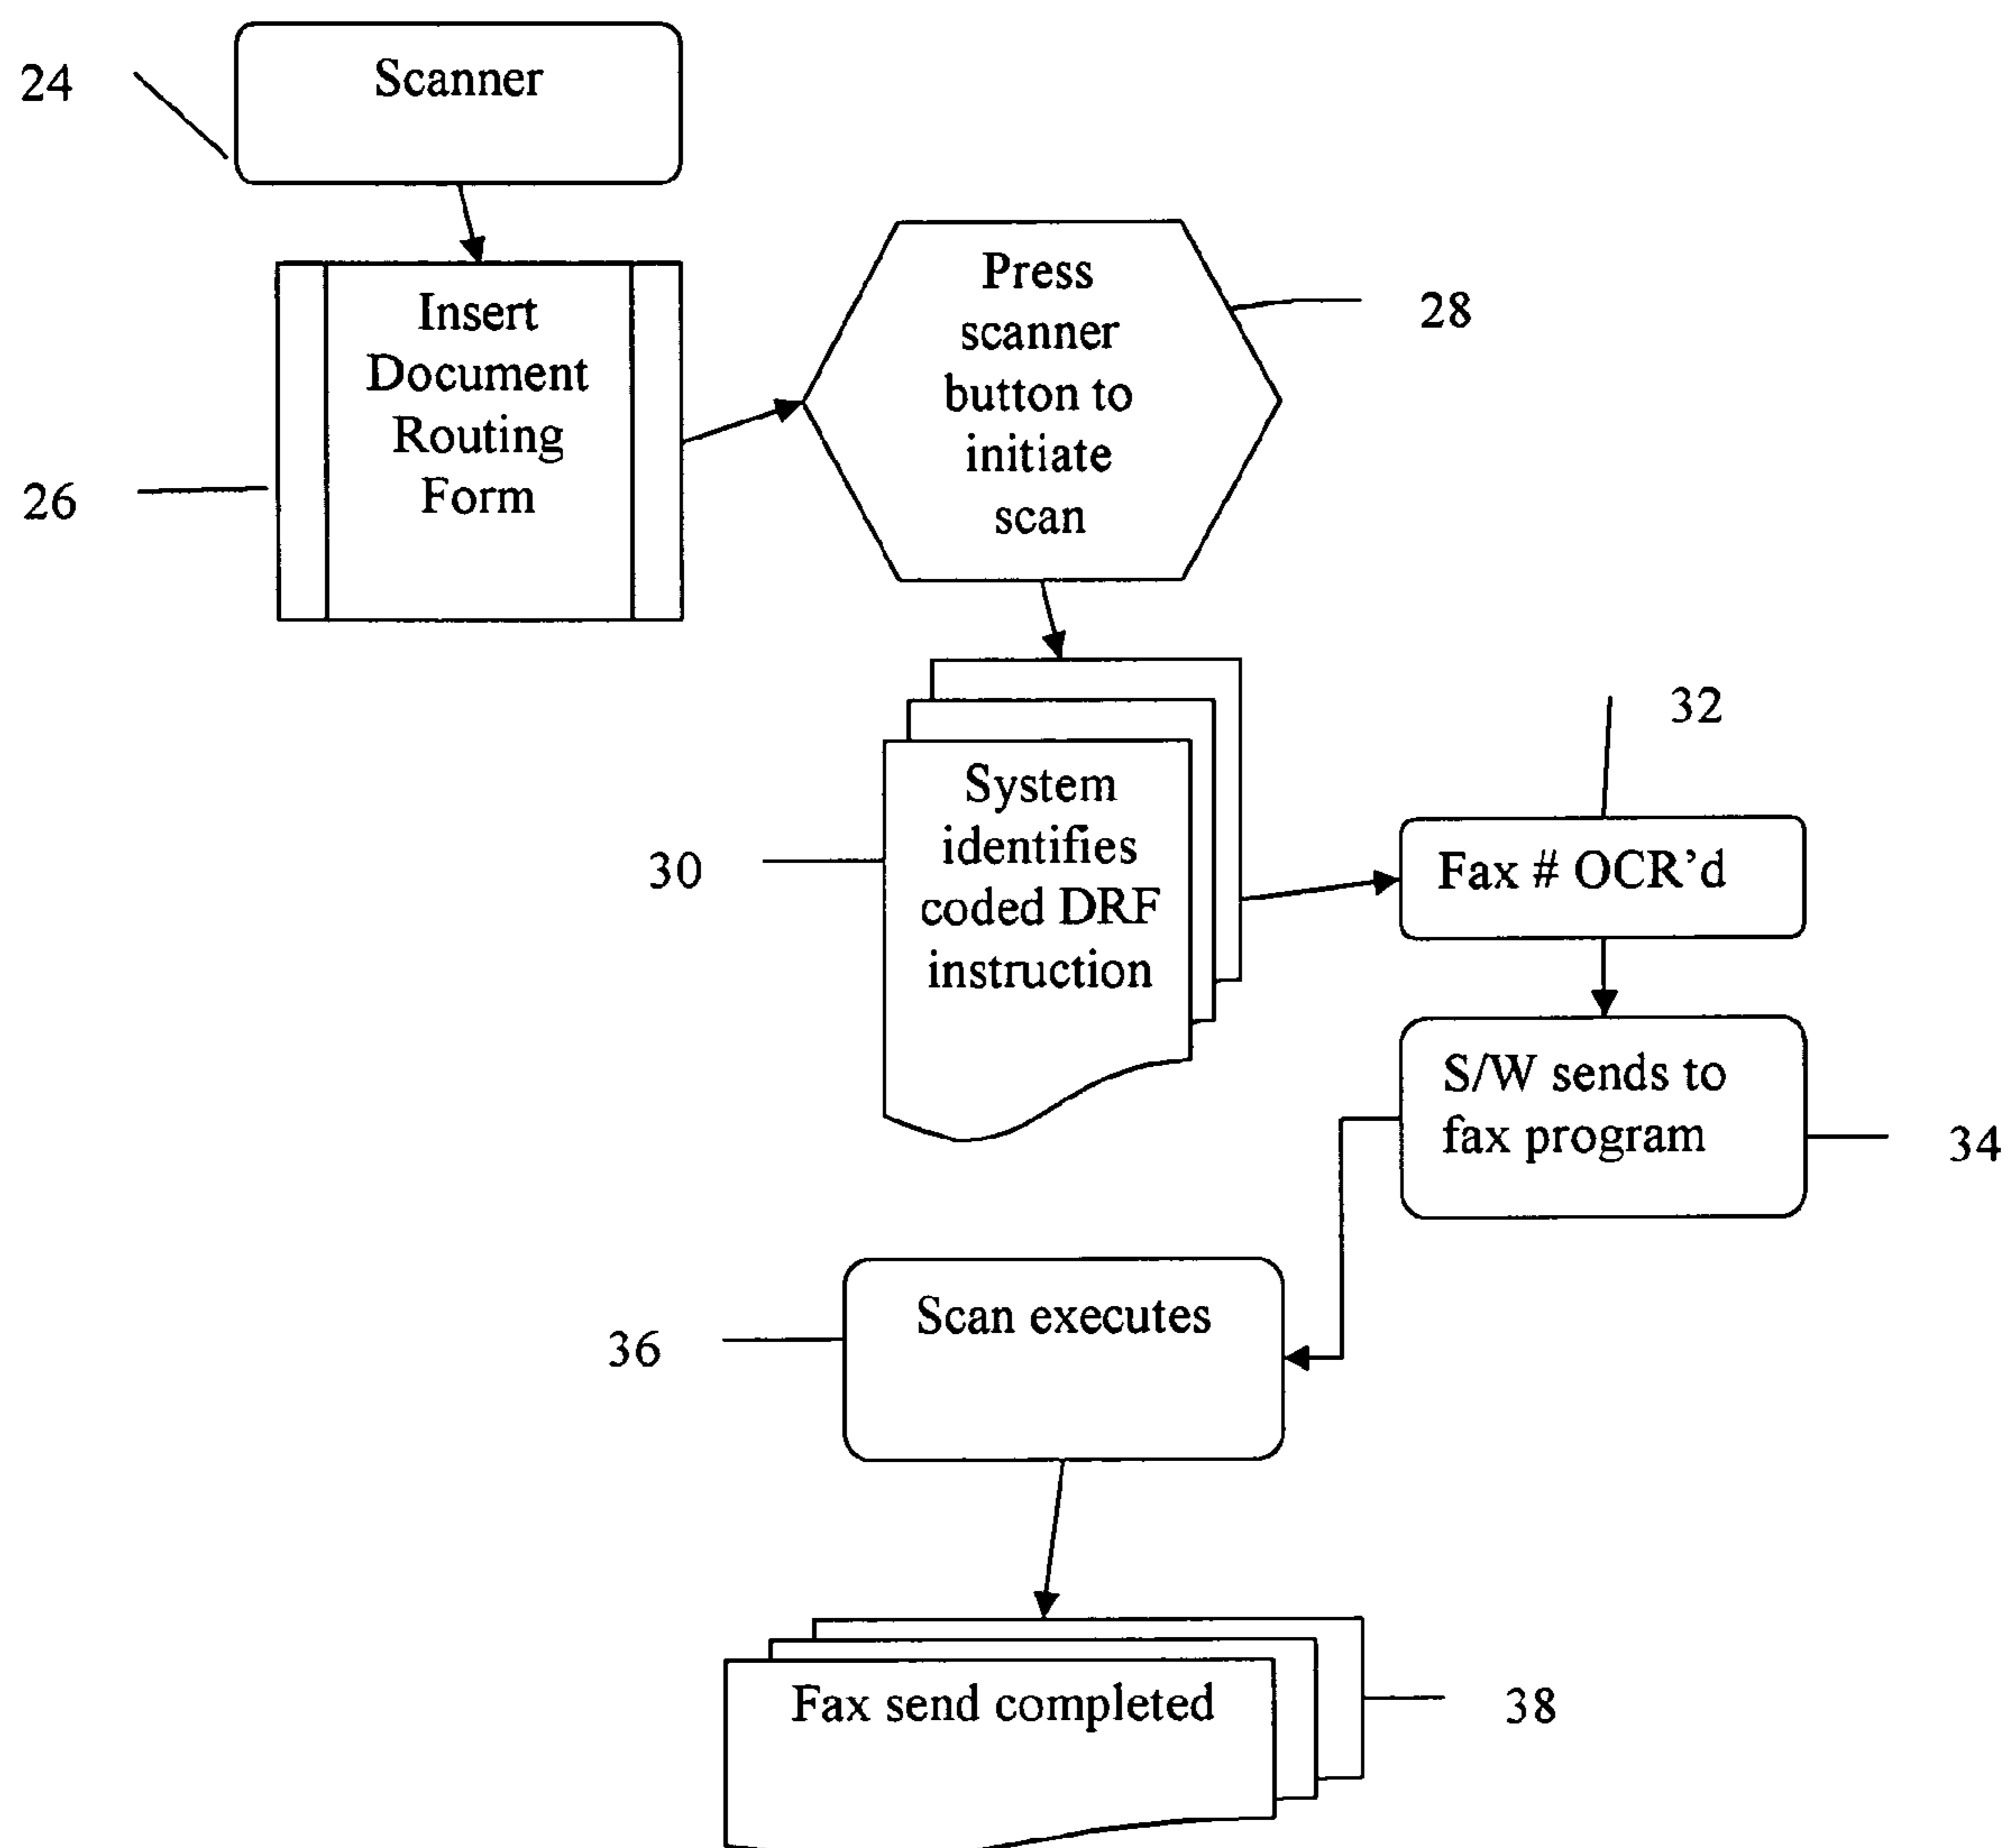 24
Scanner
Insert
Document
Routing
Form
26
Press
scanner
button to
initiate
scan
28
System
identifies
coded DRF
instruction
30
32
Fax # OCR’d
S/W sends to
fax program
34
Scan executes
36
Fax send completed
38